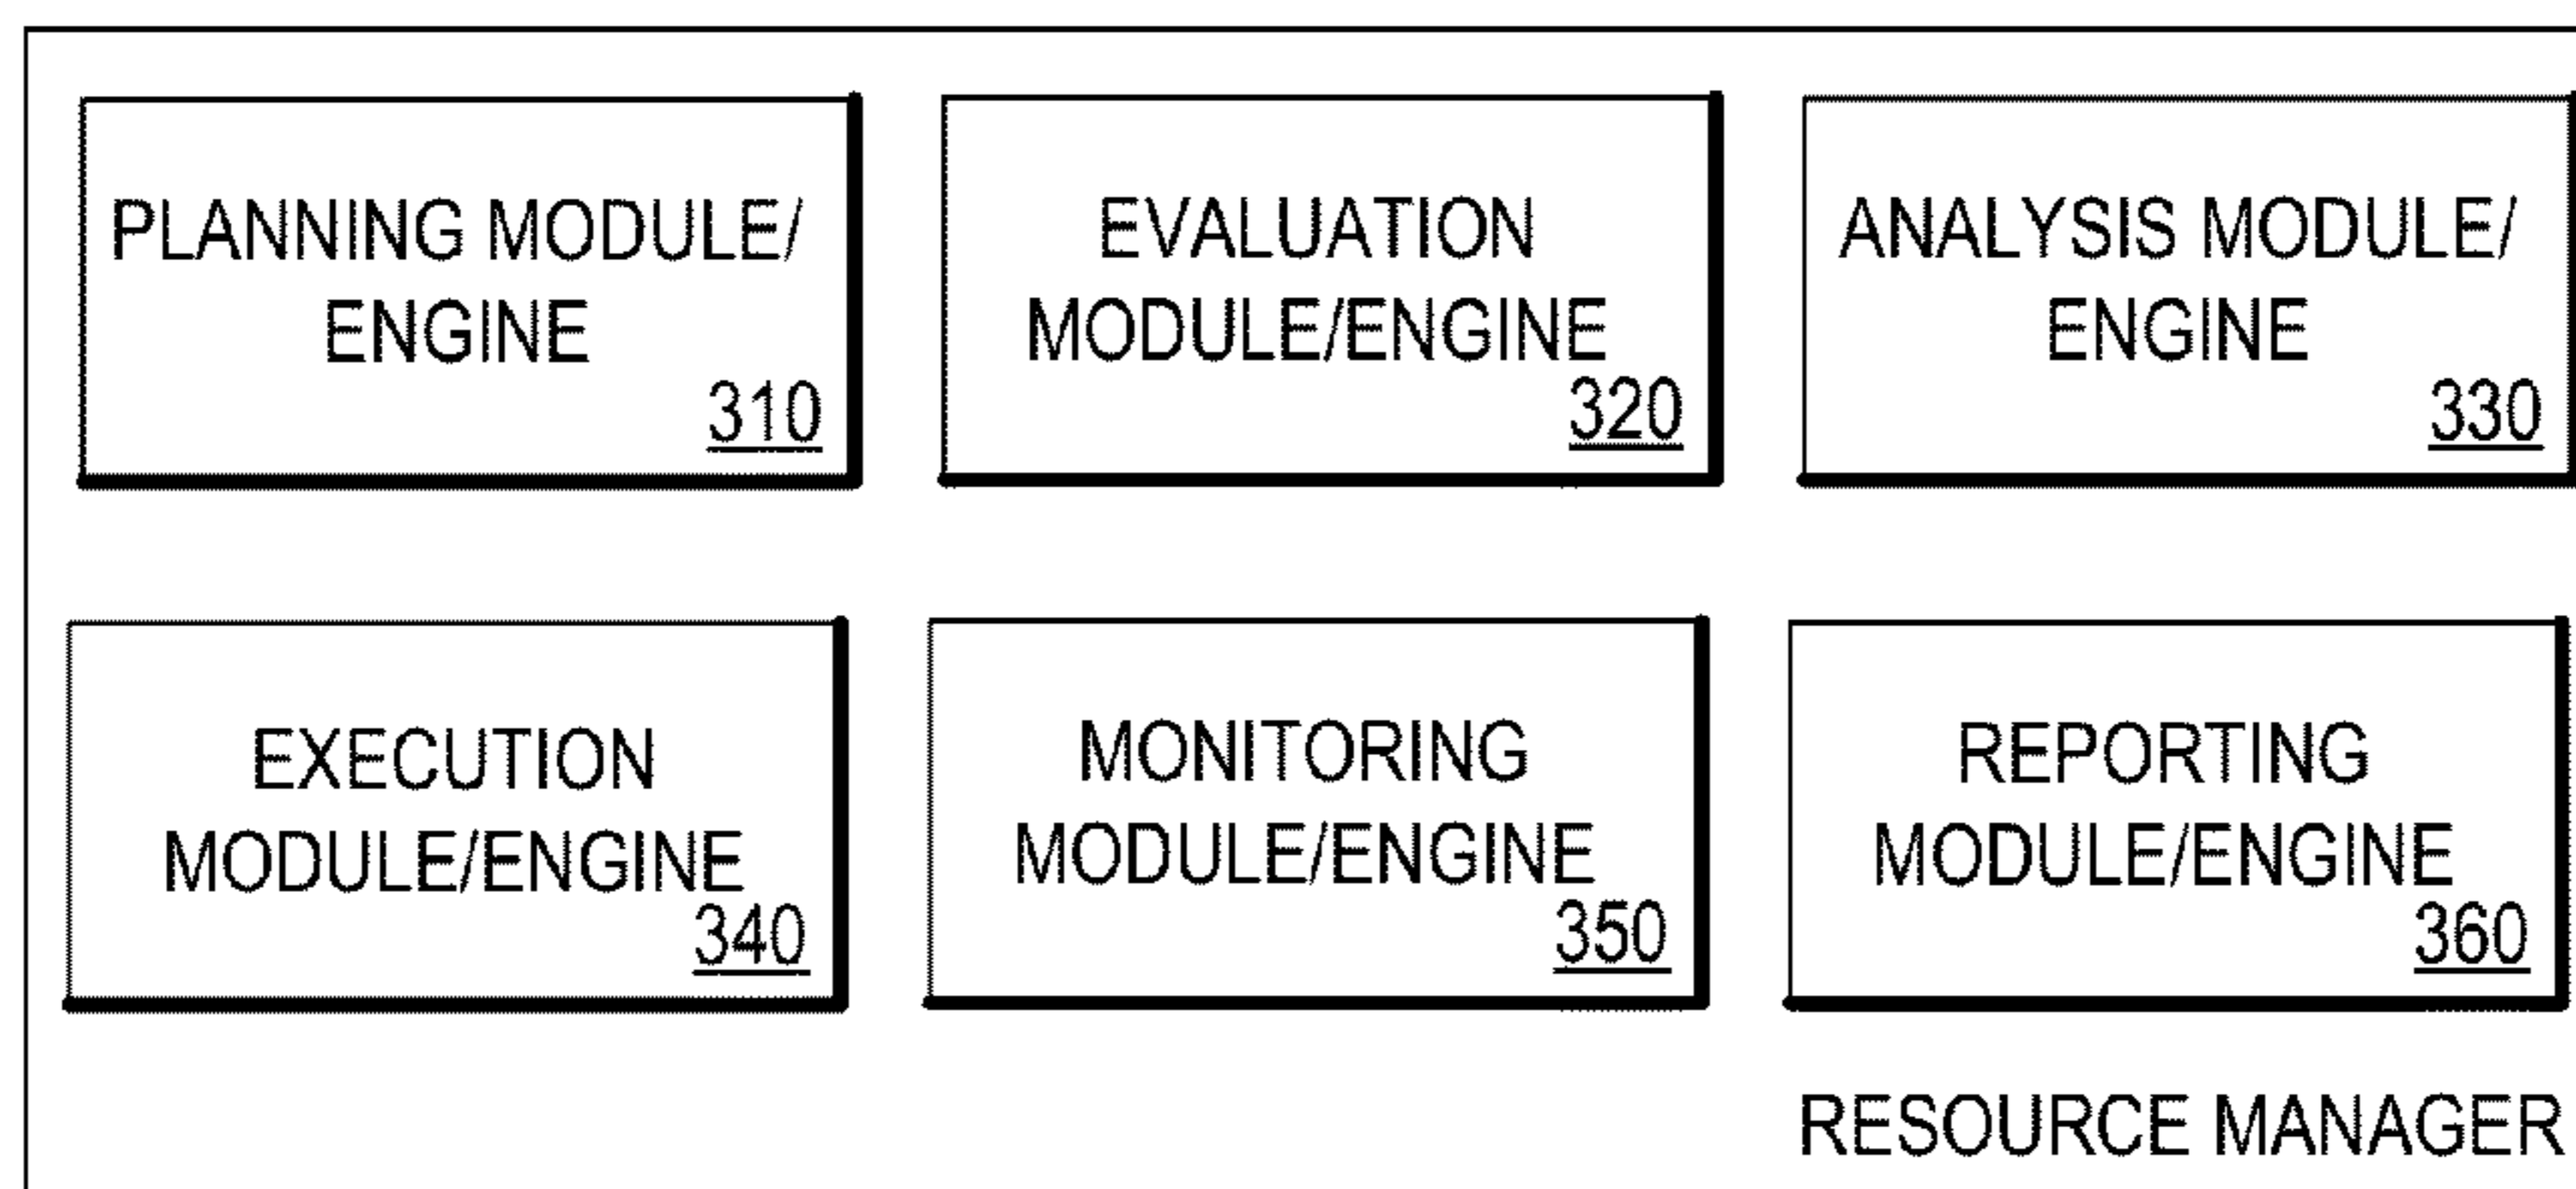 PLANNING MODULE/
ENGINE
310
EVALUATION
MODULE/ENGINE
320
ANALYSIS MODULE/
ENGINE
330
EXECUTION
MODULE/ENGINE
340
MONITORING
MODULE/ENGINE
350
REPORTING
MODULE/ENGINE
360
RESOURCE MANAGER